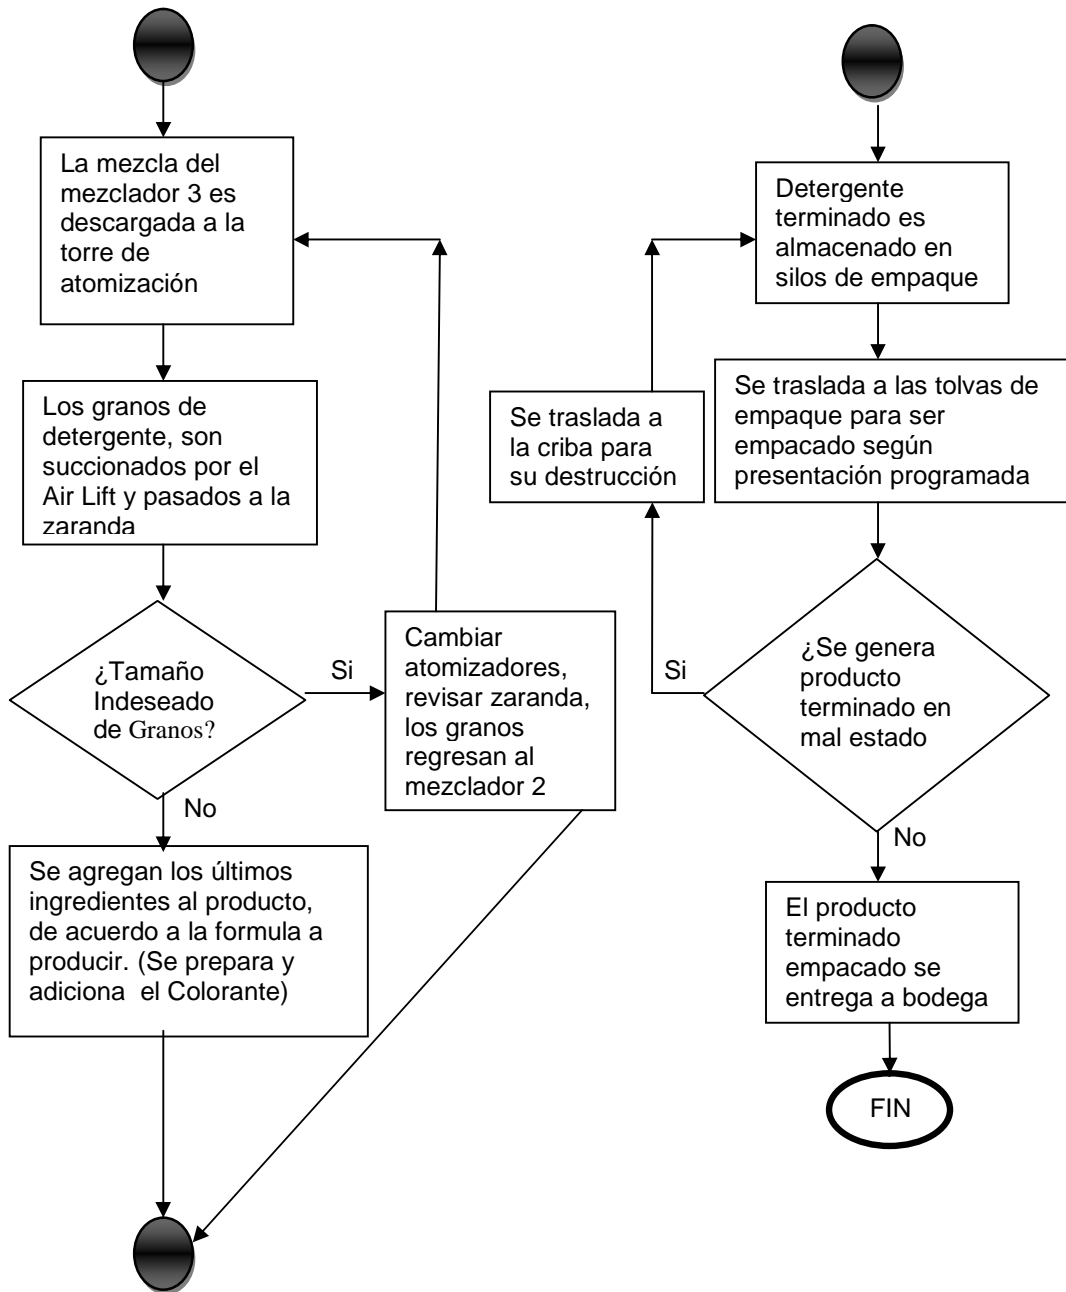 La mezcla del
mezclador 3 es
descargada a la
torre de
atomización
Los granos de
detergente, son
succionados por el
Air Lift y pasados a la
zaranda
¿Tamaño
Indeseado
de Granos?
Si
Cambiar
atomizadores,
revisar zaranda,
los granos
regresan al
mezclador 2
No
Se agregan los últimos
ingredientes al producto,
de acuerdo a la formula a
producir. (Se prepara y
adiciona el Colorante)
Detergente
terminado es
almacenado en
silos de empaque
Se traslada a las tolvas de
empaque para ser
empacado según
presentación programada
Se traslada a
la criba para
su destrucción
¿Se genera
producto
terminado en
mal estado
Si
No
El producto
terminado
empacado se
entrega a bodega
FIN